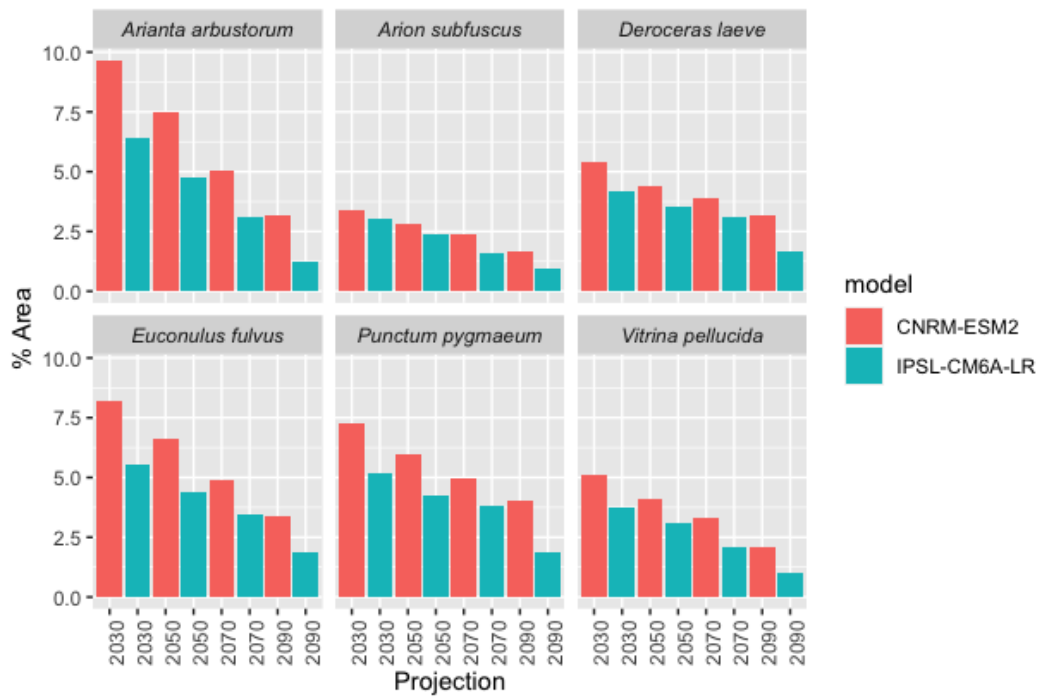 Arianta arbustorum
Arion subfuscus
Deroceras laeve
10.0
7.5
5.0
2.5
0.0
% Area
Euconulus fulvus
Punctum pygmaeum
Vitrina pellucida
10.0
7.5
5.0
2.5
0.0
2030 2030 2050 2050 2070 2070 2090 2090
2030 2030 2050 2050 2070 2070 2090 2090
2030 2030 2050 2050 2070 2070 2090 2090
Projection
model
CNRM-ESM2
IPSL-CM6A-LR